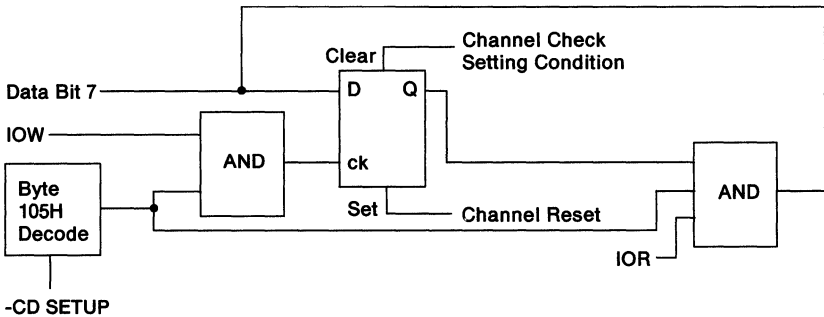 Clear
Channel Check
Setting Condition
Data Bit 7
D
Q
IOW
AND
ck
Byte
105H
Decode
AND
Set
Channel Reset
IOR
-CD SETUP